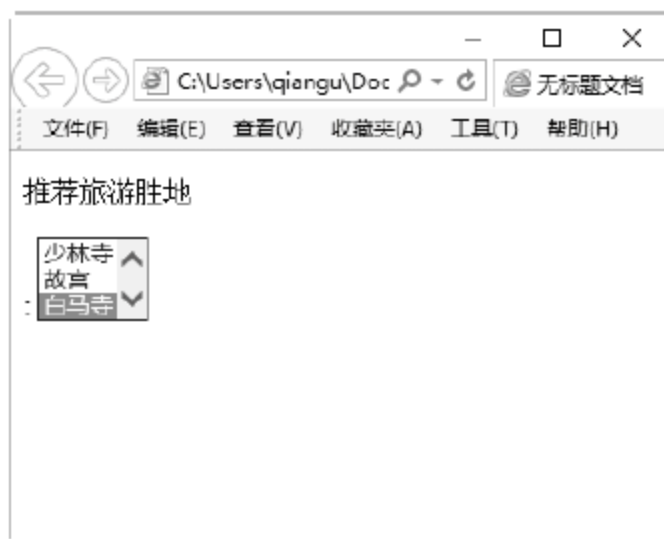 C:\Users\qiangu\Doc 无标题文档
文件(F) 编辑(E) 查看(V) 收藏夹(A) 工具(T) 帮助(H)
推荐旅游胜地
少林寺
故宫
: 白马寺